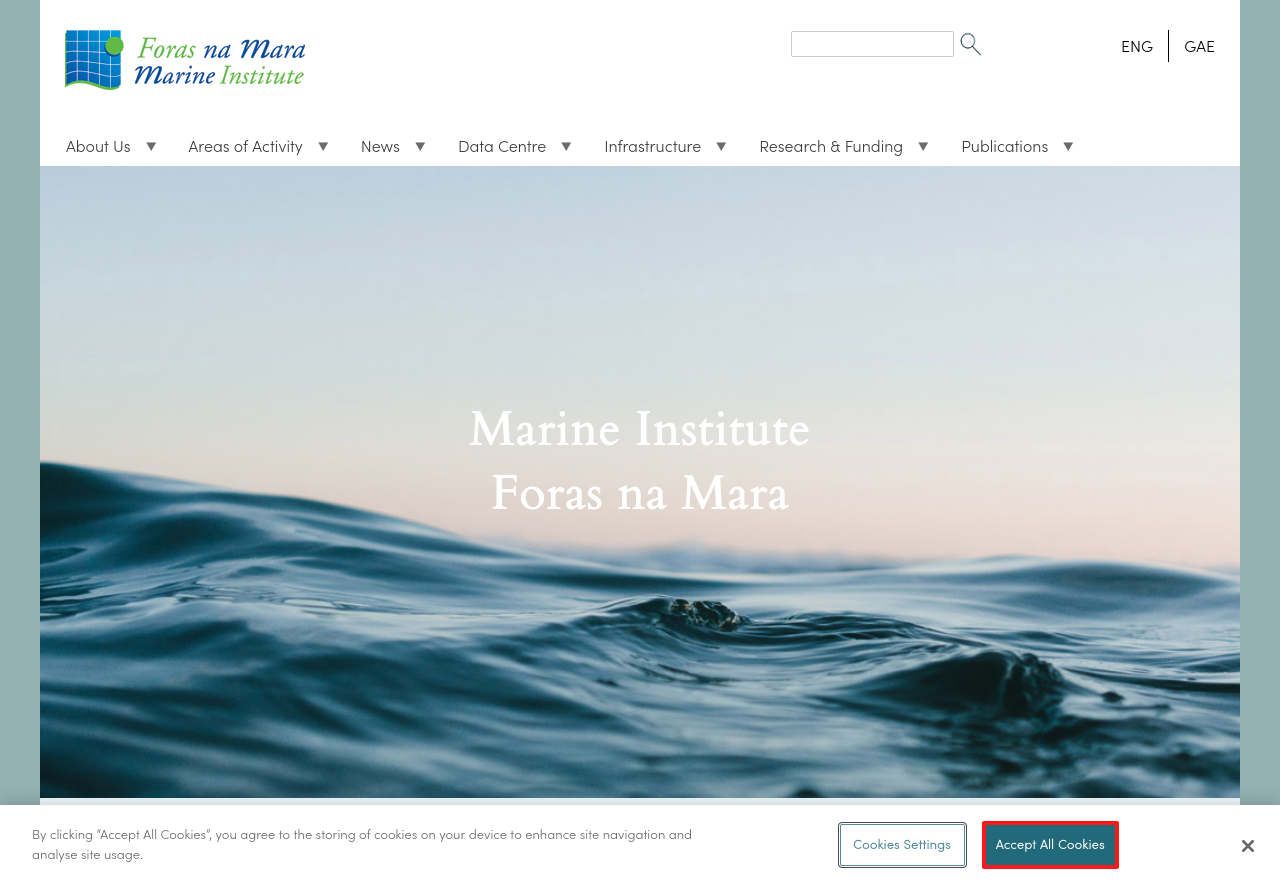 Foras na Mara
Marine Institute
ENG
GAE
About Us ▼
Areas of Activity ▼
News ▼
Data Centre ▼
Infrastructure ▼
Research & Funding ▼
Publications ▼
Marine Institute
Foras na Mara
By clicking “Accept All Cookies”, you agree to the storing of cookies on your device to enhance site navigation and
analyse site usage.
Cookies Settings
Accept All Cookies